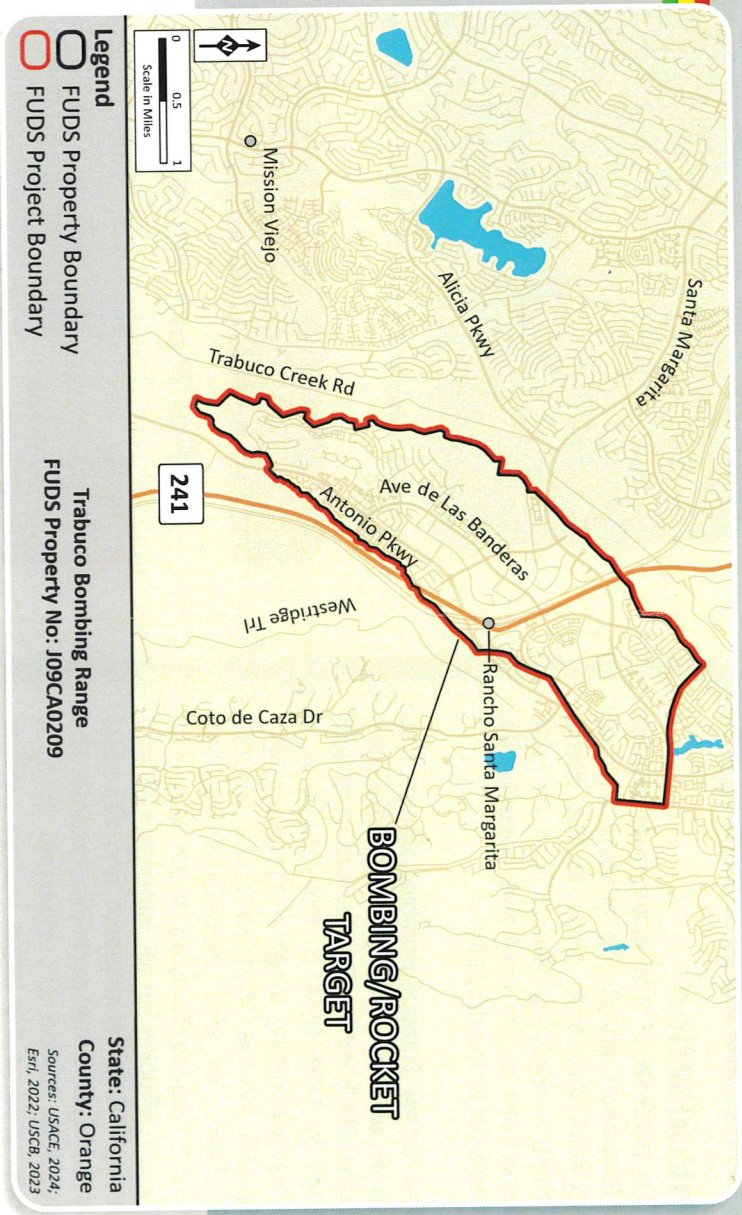 Santa Margarita
Alicia Pkwy
Mission Viejo
Trabuco Creek Rd
Ave de Las Banderas
Antonio Pkwy
Rancho Santa Margarita
241
Westridge Trl
Coto de Caza Dr
BOMBING/ROCKET
TARGET
N
0 0.5 1
Scale in Miles
Legend
FUDS Property Boundary
FUDS Project Boundary
Trabuco Bombing Range
FUDS Property No: J09CA0209
State: California
County: Orange
Sources: USACE, 2024;
Esri, 2022; USCB, 2023